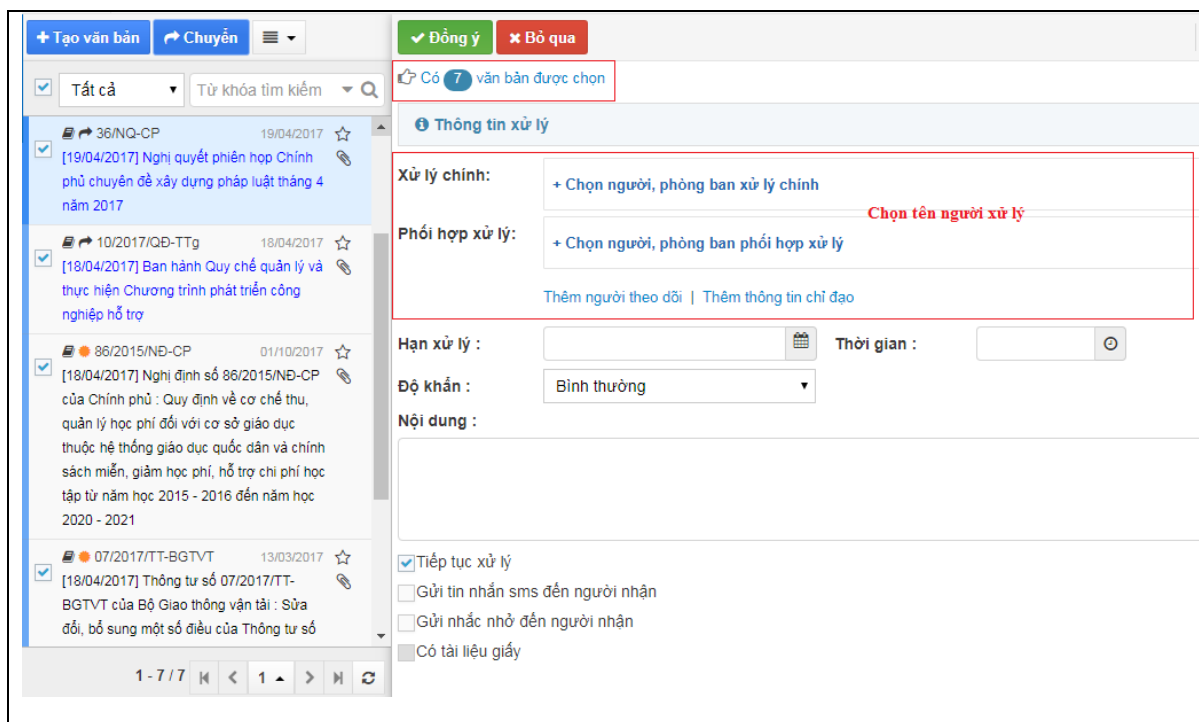 Tạo văn bản
Chuyển
Tất cả
Từ khóa tìm kiếm
36/NQ-CP
19/04/2017
[19/04/2017] Nghị quyết phiên họp Chính
phủ chuyên đề xây dựng pháp luật tháng 4
năm 2017
10/2017/QĐ-TTg
18/04/2017
[18/04/2017] Ban hành Quy chế quản lý và
thực hiện Chương trình phát triển công
nghiệp hỗ trợ
86/2015/NĐ-CP
01/10/2017
[18/04/2017] Nghị định số 86/2015/NĐ-CP
của Chính phủ : Quy định về cơ chế thu,
quản lý học phí đối với cơ sở giáo dục
thuộc hệ thống giáo dục quốc dân và chính
sách miễn, giảm học phí, hỗ trợ chi phí học
tập từ năm học 2015 - 2016 đến năm học
2020 - 2021
07/2017/TT-BGTVT
13/03/2017
[18/04/2017] Thông tư số 07/2017/TT-
BGTVT của Bộ Giao thông vận tải : Sửa
đổi, bổ sung một số điều của Thông tư số
1 - 7 / 7
1
Đồng ý
Bỏ qua
Có 7 văn bản được chọn
Thông tin xử lý
Xử lý chính:
+ Chọn người, phòng ban xử lý chính
Chọn tên người xử lý
Phối hợp xử lý:
+ Chọn người, phòng ban phối hợp xử lý
Thêm người theo dõi | Thêm thông tin chỉ đạo
Hạn xử lý :
Thời gian :
Độ khẩn :
Bình thường
Nội dung :
Tiếp tục xử lý
Gửi tin nhắn sms đến người nhận
Gửi nhắc nhở đến người nhận
Có tài liệu giấy